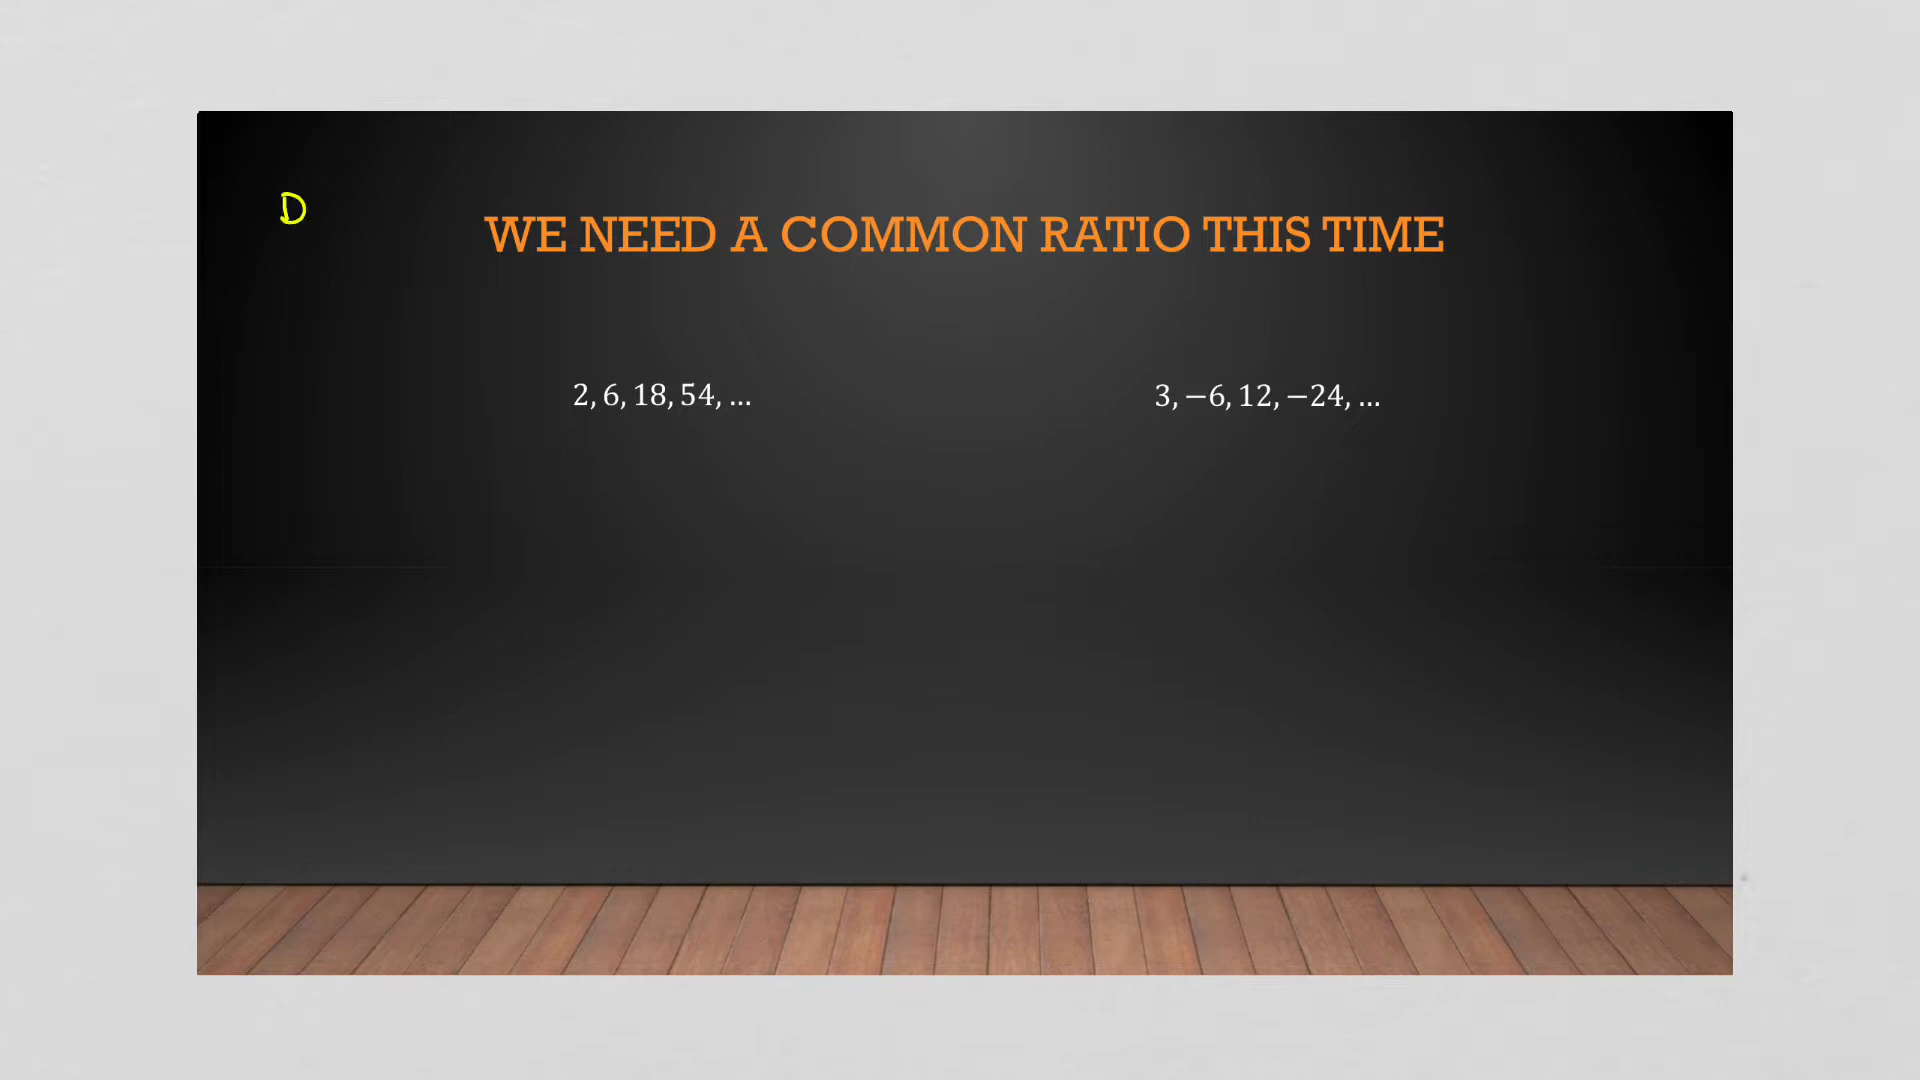 D
WE NEED A COMMON RATIO THIS TIME
2, 6, 18, 54, …
3, −6, 12, −24, …